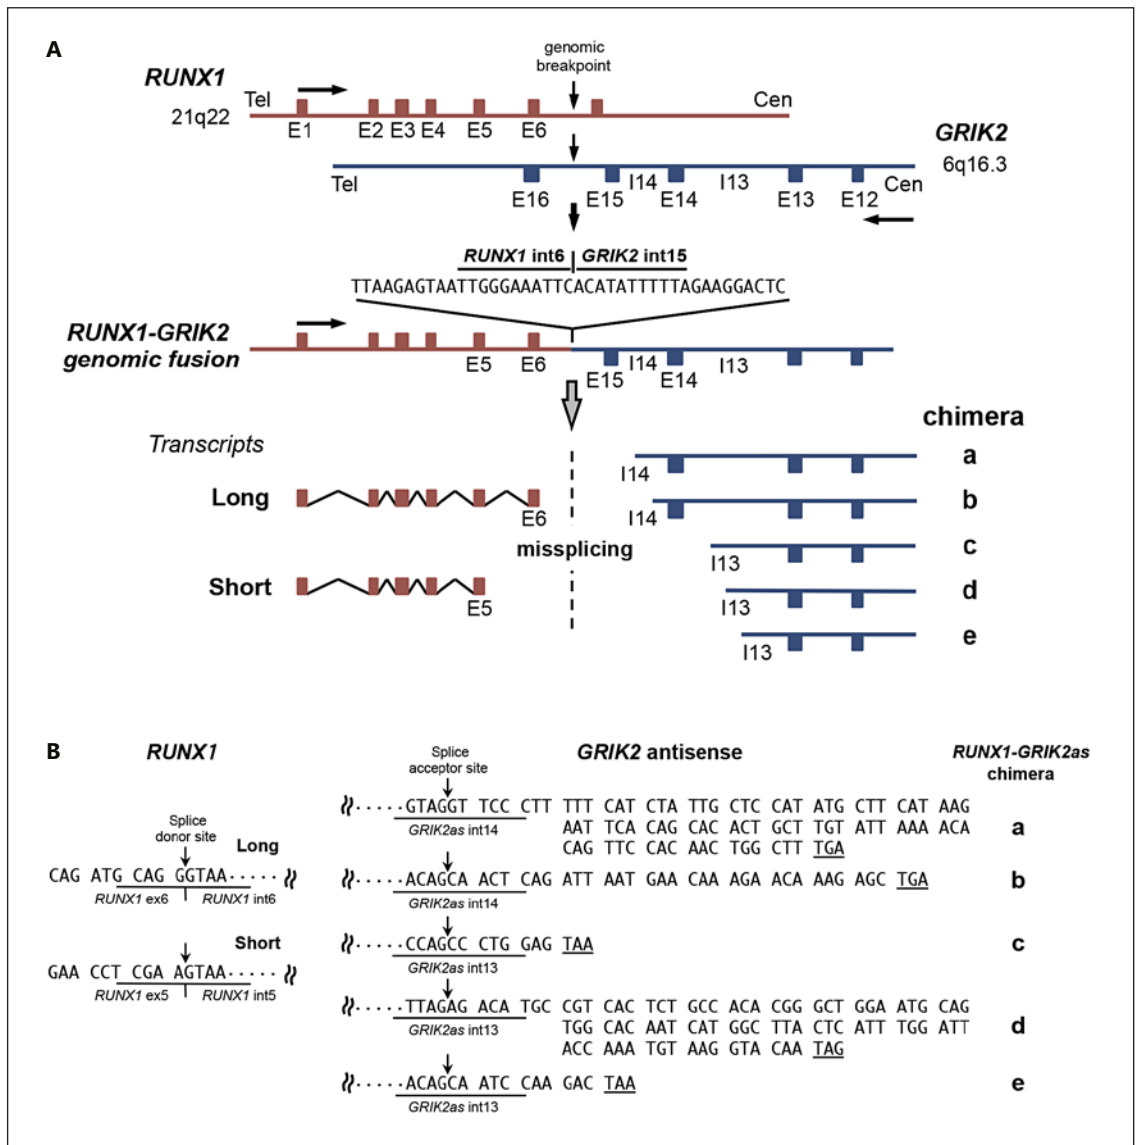 A
genomic
breakpoint
RUNX1
Tel
Cen
21q22
E1 E2 E3 E4 E5 E6
GRIK2
6q16.3
Tel
I14 I13 Cen
E16 E15 E14 E13 E12
RUNX1 int6 GRIK2 int15
TTAAGAGTAATTGGGAAATTCACATATTTTTAGAAGGACTC
RUNX1-GRIK2
genomic fusion
E5 E6 I14 I13
E15 E14
chimera
Transcripts
a
I14
Long
b
E6 I14
missplicing
c
I13
Short
d
E5 I13
e
I13
B
RUNX1
Splice
acceptor site
GRIK2 antisense
RUNX1-GRIK2as
chimera
·····GTAGGT TCC CTT TTT CAT CTA TTG CTC CAT ATG CTT CAT AAG
GRIK2as int14
AAT TCA CAG CAC ACT GCT TGT ATT AAA ACA
a
CAG TTC CAC AAC TGG CTT TGA
Splice
donor site
Long
CAG ATG CAG GGTAA·····
RUNX1 ex6 RUNX1 int6
·····ACAGCA ACT CAG ATT AAT GAA CAA AGA ACA AAG AGC TGA
b
GRIK2as int14
Short
·····CCAGCC CTG GAG TAA
c
GRIK2as int13
GAA CCT CGA AGTAA·····
RUNX1 ex5 RUNX1 int5
·····TTAGAG ACA TGC CGT CAC TCT GCC ACA CGG GCT GGA ATG CAG
GRIK2as int13
TGG CAC AAT CAT GGC TTA CTC ATT TGG ATT
d
ACC AAA TGT AAG GTA CAA TAG
·····ACAGCA ATC CAA GAC TAA
e
GRIK2as int13